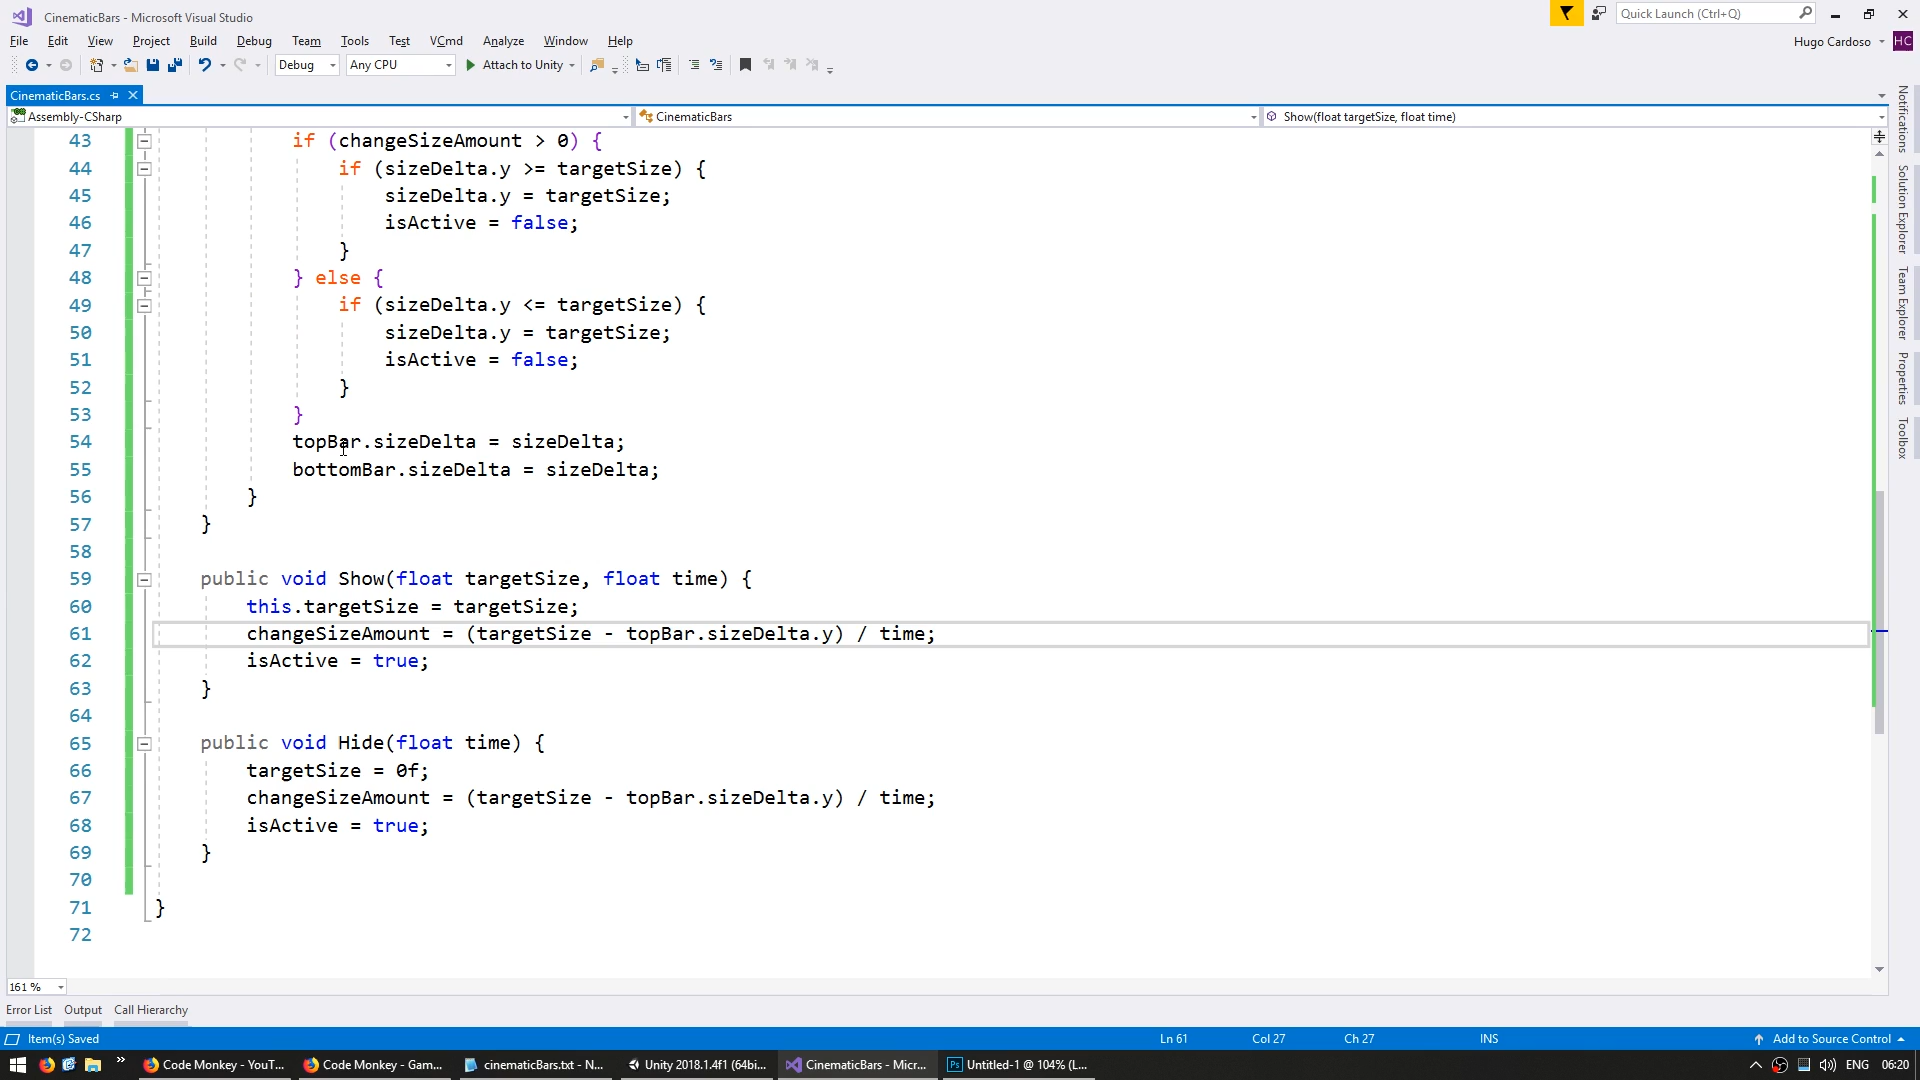 CinematicBars - Microsoft Visual Studio
Quick Launch (Ctrl+Q)
File Edit View Project Build Debug Team Tools Test VCmd Analyze Window Help
Hugo Cardoso HC
Debug Any CPU Attach to Unity
CinematicBars.cs
Assembly-CSharp CinematicBars Show(float targetSize, float time)
43 if (changeSizeAmount > 0) {
44 if (sizeDelta.y >= targetSize) {
45 sizeDelta.y = targetSize;
46 isActive = false;
47 }
48 } else {
49 if (sizeDelta.y <= targetSize) {
50 sizeDelta.y = targetSize;
51 isActive = false;
52 }
53 }
54 topBar.sizeDelta = sizeDelta;
55 bottomBar.sizeDelta = sizeDelta;
56 }
57 }
58
59 public void Show(float targetSize, float time) {
60 this.targetSize = targetSize;
61 changeSizeAmount = (targetSize - topBar.sizeDelta.y) / time;
62 isActive = true;
63 }
64
65 public void Hide(float time) {
66 targetSize = 0f;
67 changeSizeAmount = (targetSize - topBar.sizeDelta.y) / time;
68 isActive = true;
69 }
70
71 }
72
Notifications
Solution Explorer
Team Explorer
Properties
Toolbox
161 %
Error List Output Call Hierarchy
Item(s) Saved Ln 61 Col 27 Ch 27 INS Add to Source Control
Code Monkey - YouT... Code Monkey - Gam... cinematicBars.txt - N... Unity 2018.1.4f1 (64bi... CinematicBars - Micr... Untitled-1 @ 104% (L... ENG 06:20